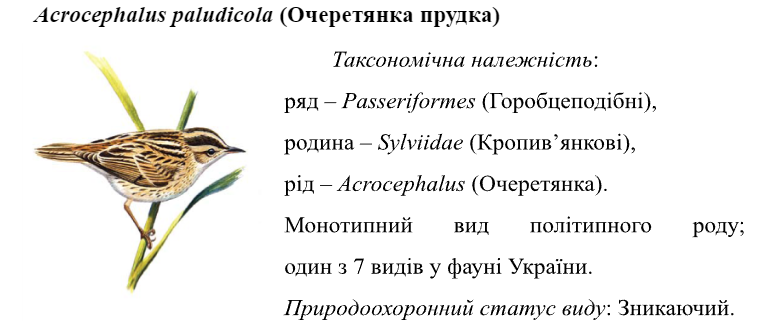 Acrocephalus paludicola (Очеретянка прудка)
Таксономічна належність:
ряд – Passeriformes (Горобцеподібні),
родина – Sylviidae (Кропив’янкові),
рід – Acrocephalus (Очеретянка).
Монотипний вид політипного роду;
один з 7 видів у фауні України.
Природоохоронний статус виду: Зникаючий.